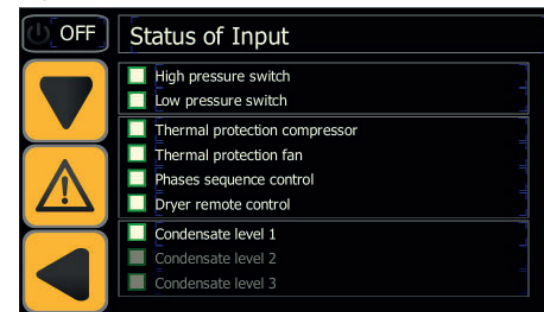 OFF
Status of Input
High pressure switch
Low pressure switch
Thermal protection compressor
Thermal protection fan
Phases sequence control
Dryer remote control
Condensate level 1
Condensate level 2
Condensate level 3